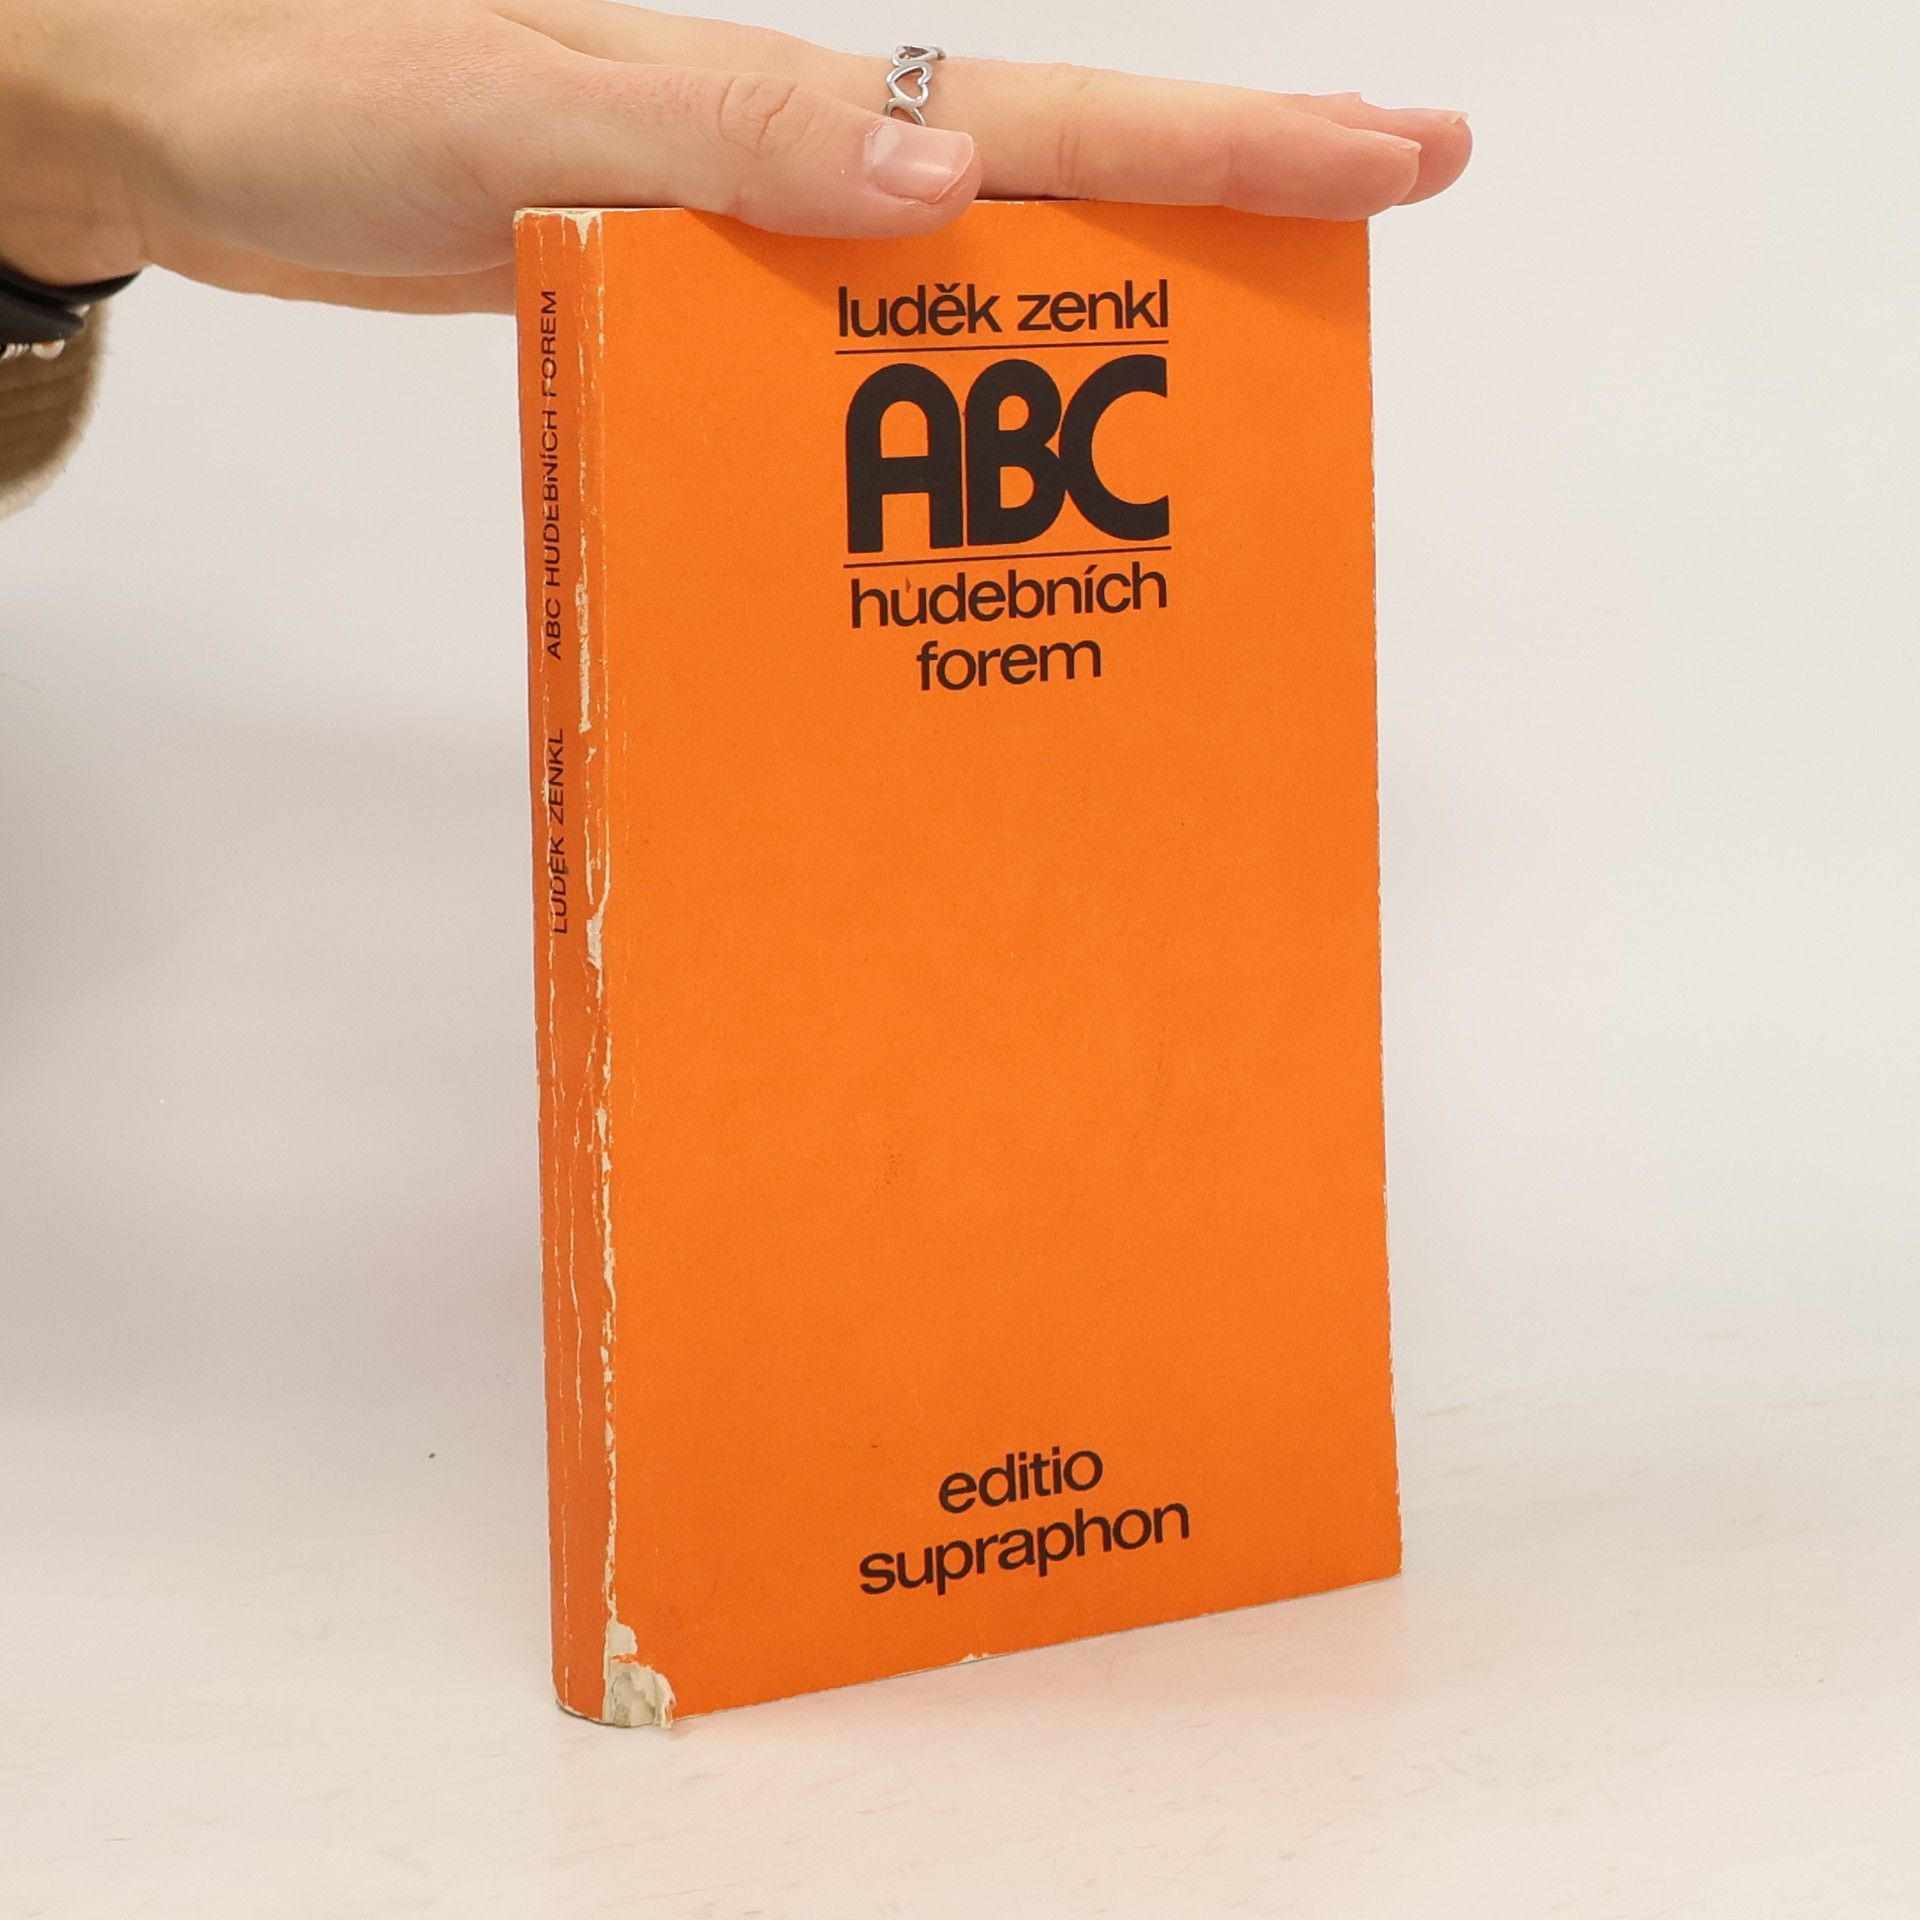 luděk zenkl
ABC
hudebních
forem
editio
supraphon
LUDĚK ZENKL ABC HUDEBNÍCH FOREM